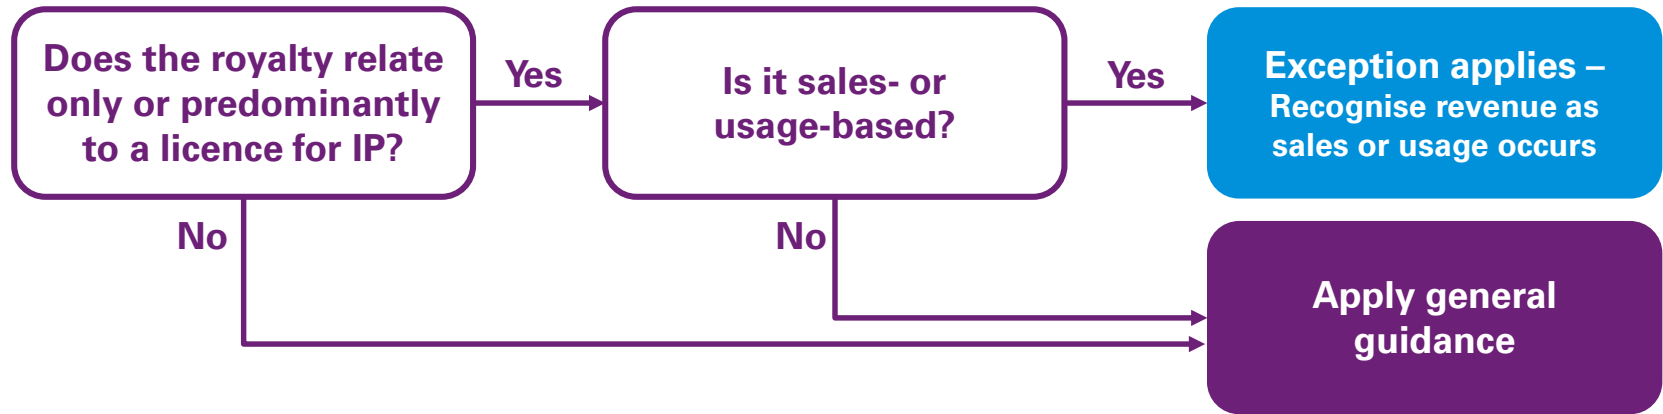 Does the royalty relate
only or predominantly
to a licence for IP?
Yes
Is it sales- or
usage-based?
Yes
Exception applies –
Recognise revenue as
sales or usage occurs
No
No
Apply general
guidance